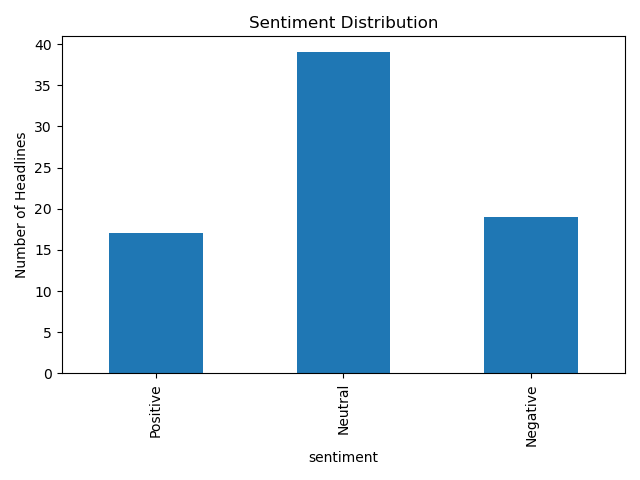 Sentiment Distribution
Number of Headlines
40
35
30
25
20
15
10
5
0
Positive
Neutral
Negative
sentiment